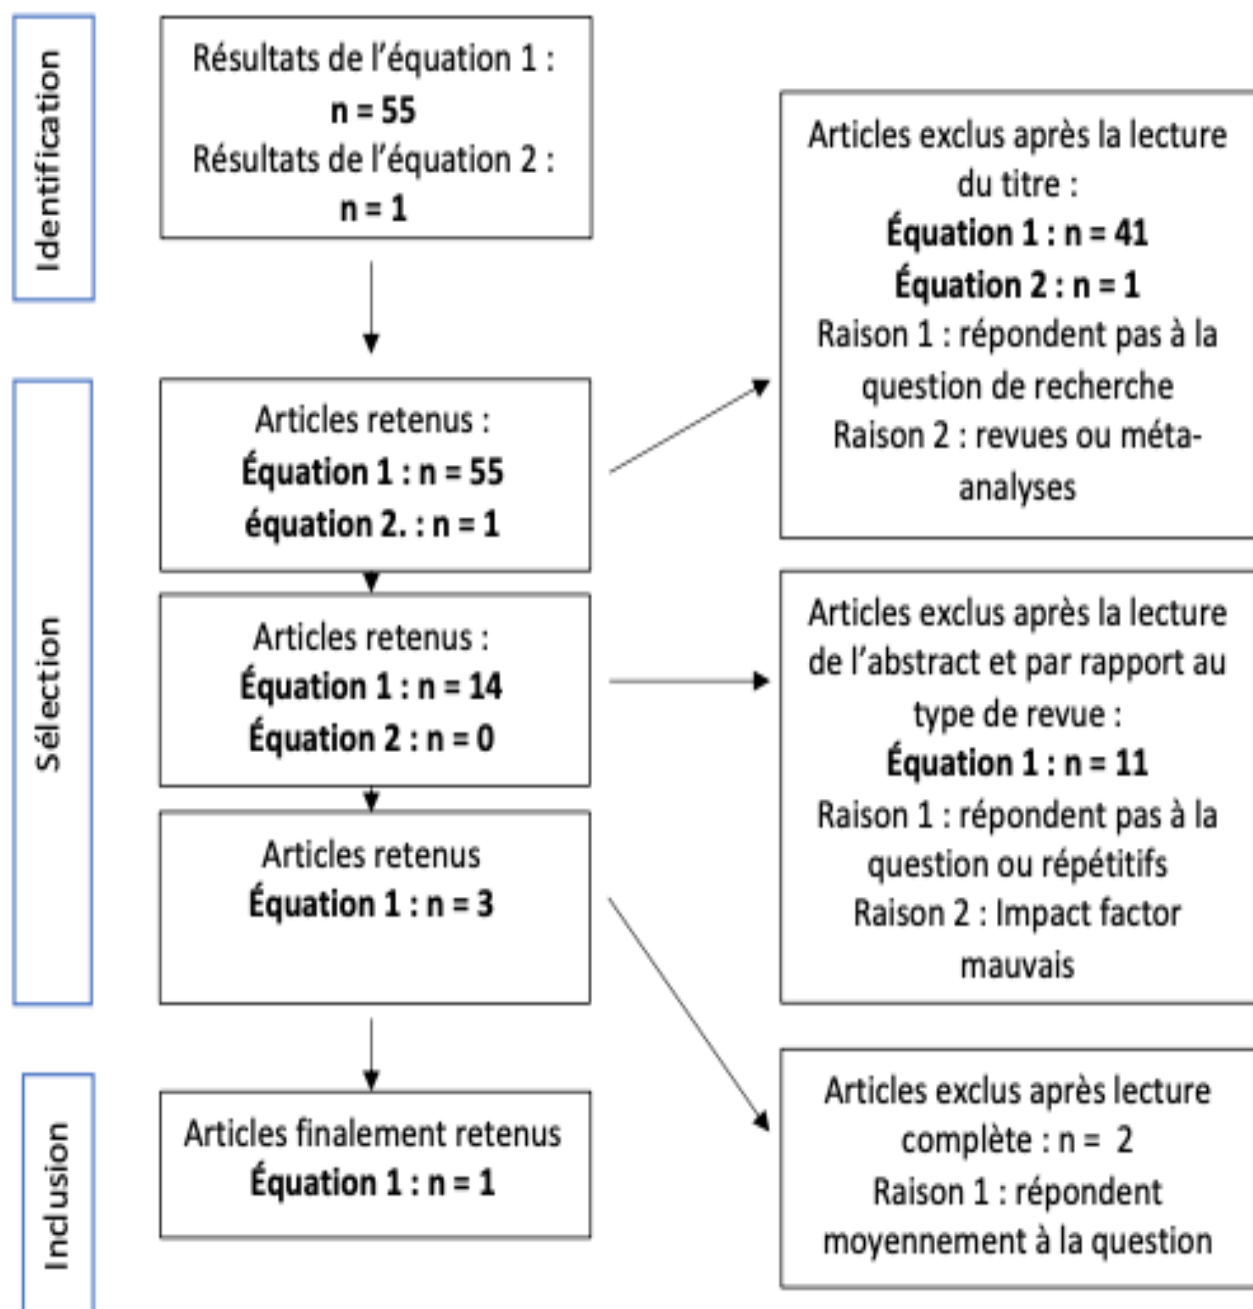 Identification
Résultats de l'équation 1 :
n = 55
Résultats de l'équation 2 :
n = 1
Articles exclus après la lecture
du titre :
Équation 1 : n = 41
Équation 2 : n = 1
Raison 1 : répondent pas à la
question de recherche
Raison 2 : revues ou méta-
analyses
Sélection
Articles retenus :
Équation 1 : n = 55
équation 2. : n = 1
Articles retenus :
Équation 1 : n = 14
Équation 2 : n = 0
Articles exclus après la lecture
de l'abstract et par rapport au
type de revue :
Équation 1 : n = 11
Raison 1 : répondent pas à la
question ou répétitifs
Raison 2 : Impact factor
mauvais
Articles retenus
Équation 1 : n = 3
Articles exclus après lecture
complète : n =  2
Raison 1 : répondent
moyennement à la question
Inclusion
Articles finalement retenus
Équation 1 : n = 1